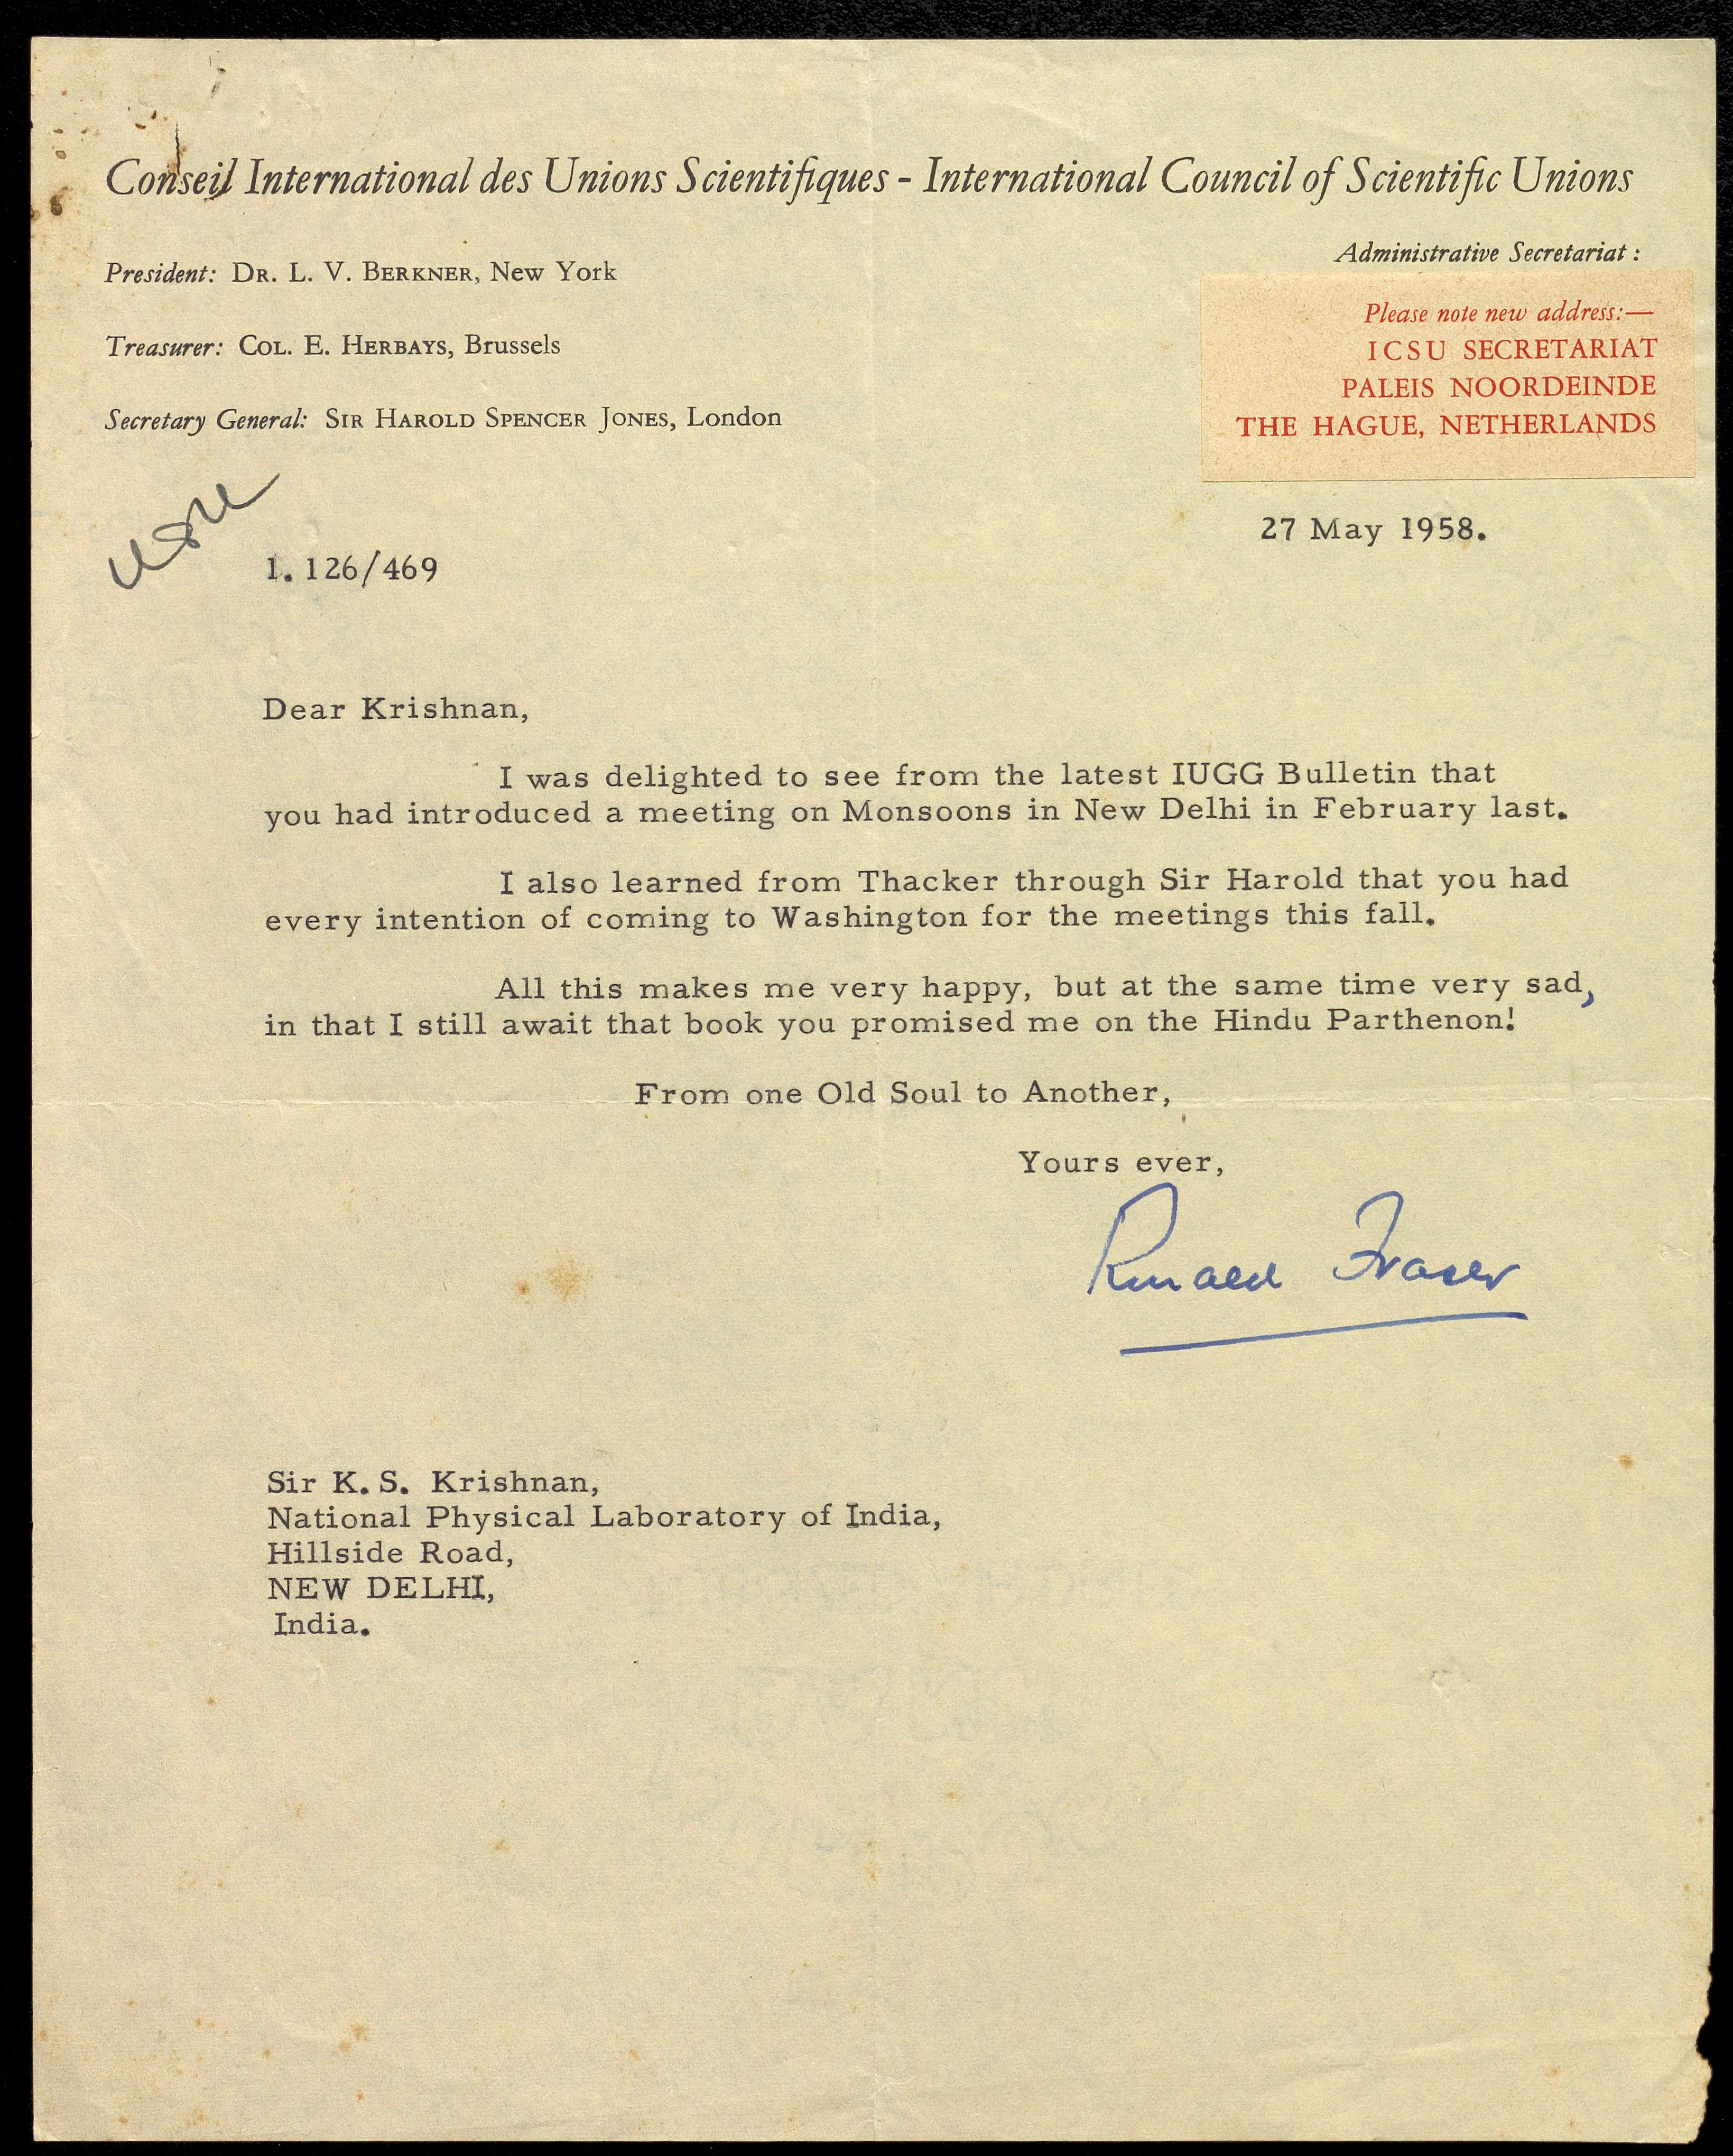 Conseil International des Unions Scientifiques - International Council of Scientific Unions
Administrative Secretariat :
President: DR. L. V. BERKNER, New York
Please note new address:—
Treasurer: COL. E. HERBAYS, Brussels
ICSU SECRETARIAT
PALEIS NOORDEINDE
Secretary General: SIR HAROLD SPENCER JONES, London
THE HAGUE, NETHERLANDS
27 May 1958.
1. 126/469
Dear Krishnan,
I was delighted to see from the latest IUGG Bulletin that
you had introduced a meeting on Monsoons in New Delhi in February last.
I also learned from Thacker through Sir Harold that you had
every intention of coming to Washington for the meetings this fall.
All this makes me very happy, but at the same time very sad,
in that I still await that book you promised me on the Hindu Parthenon!
From one Old Soul to Another,
Yours ever,
Ronald Fraser
Sir K. S. Krishnan,
National Physical Laboratory of India,
Hillside Road,
NEW DELHI,
India.